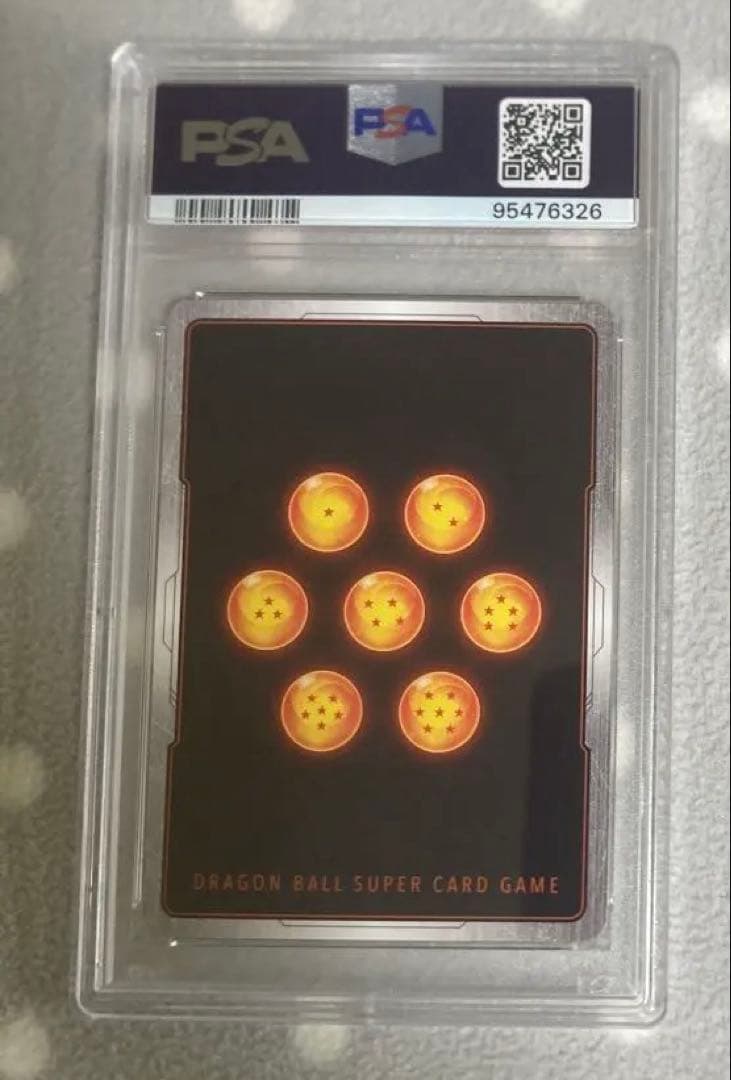 PSA
PSA
95476326
DRAGON BALL SUPER CARD GAME